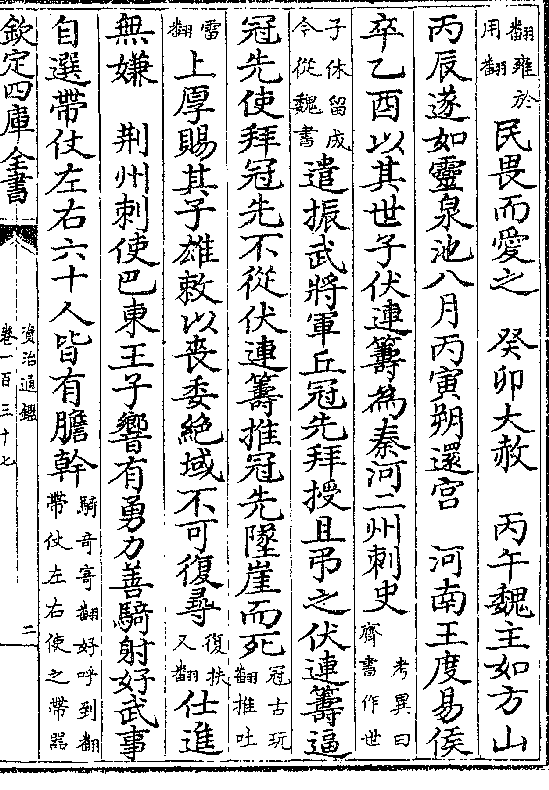 翻雍於用翻民畏而愛之　癸卯大赦　丙午魏主如方山
丙辰遂如靈泉池八月丙寅朔還宫　河南王度易侯
卒乙酉以其世子伏連籌為秦河二州刺史考異曰齊書作世
子休留成今從魏書遣振武將軍丘冠先拜授且弔之伏連籌逼
冠先使拜冠先不從伏連籌推冠先墜崖而死冠古玩翻推吐
雷翻上厚賜其子雄敕以喪委絶域不可復尋復扶又翻仕進
無嫌　荆州刺使巴東王子響有勇力善騎射好武事
自選帶仗左右六十人皆有膽幹騎奇寄翻好呼到翻帶仗左右使之帶器
欽定四庫全書
資治通鑑
卷一百三十七
二